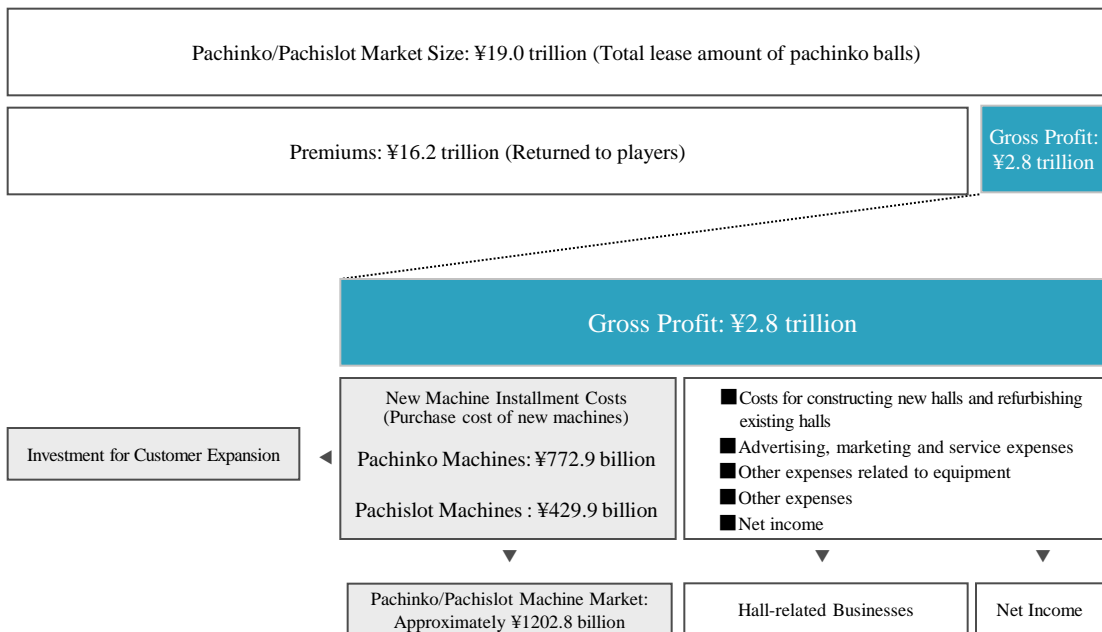 Pachinko/Pachislot Market Size: ¥19.0 trillion (Total lease amount of pachinko balls)
Premiums: ¥16.2 trillion (Returned to players)
Gross Profit:
¥2.8 trillion
Gross Profit: ¥2.8 trillion
Investment for Customer Expansion
New Machine Installment Costs
(Purchase cost of new machines)
Pachinko Machines: ¥772.9 billion
Pachislot Machines : ¥429.9 billion
■Costs for constructing new halls and refurbishing
existing halls
■Advertising, marketing and service expenses
■Other expenses related to equipment
■Other expenses
■Net income
Pachinko/Pachislot Machine Market:
Approximately ¥1202.8 billion
Hall-related Businesses
Net Income